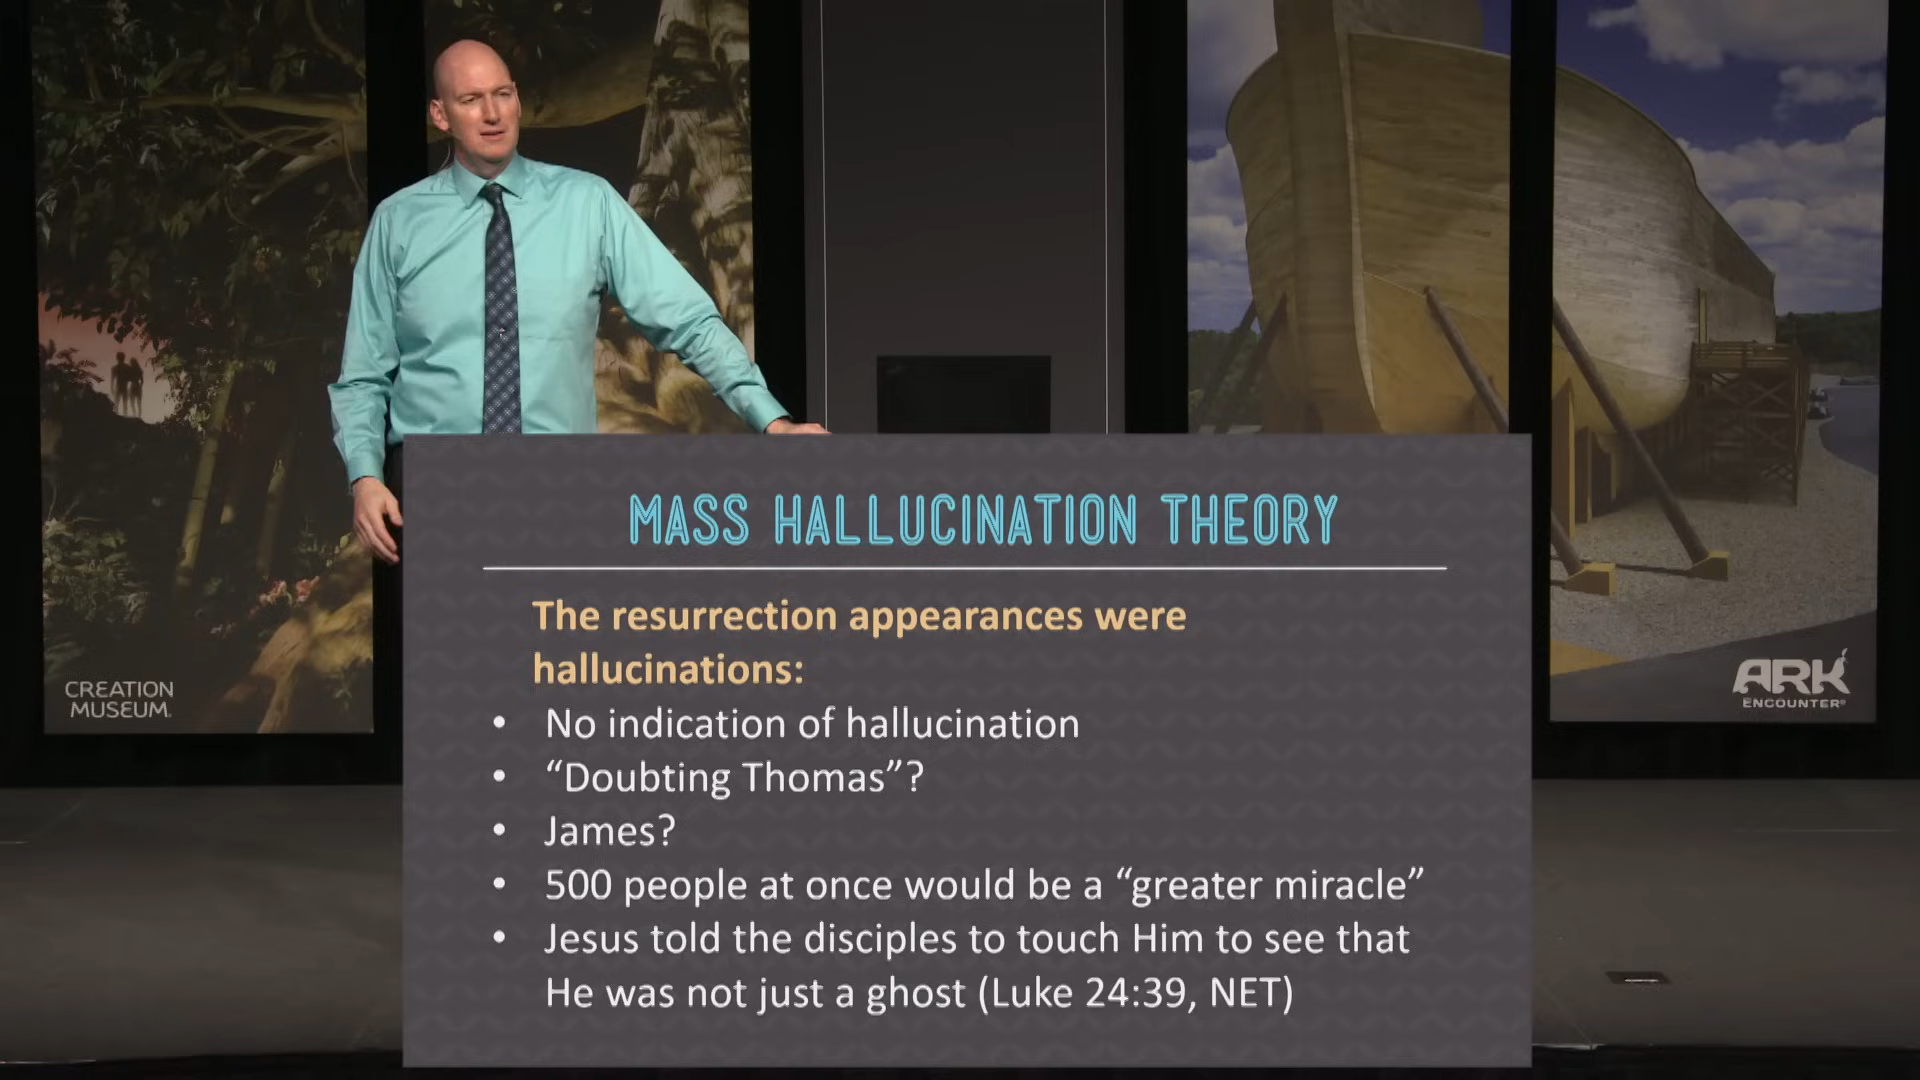 MASS HALLUCINATION THEORY
The resurrection appearances were
hallucinations:
• No indication of hallucination
• “Doubting Thomas”?
• James?
• 500 people at once would be a “greater miracle”
• Jesus told the disciples to touch Him to see that
He was not just a ghost (Luke 24:39, NET)
CREATION
MUSEUM
ARK
ENCOUNTER®